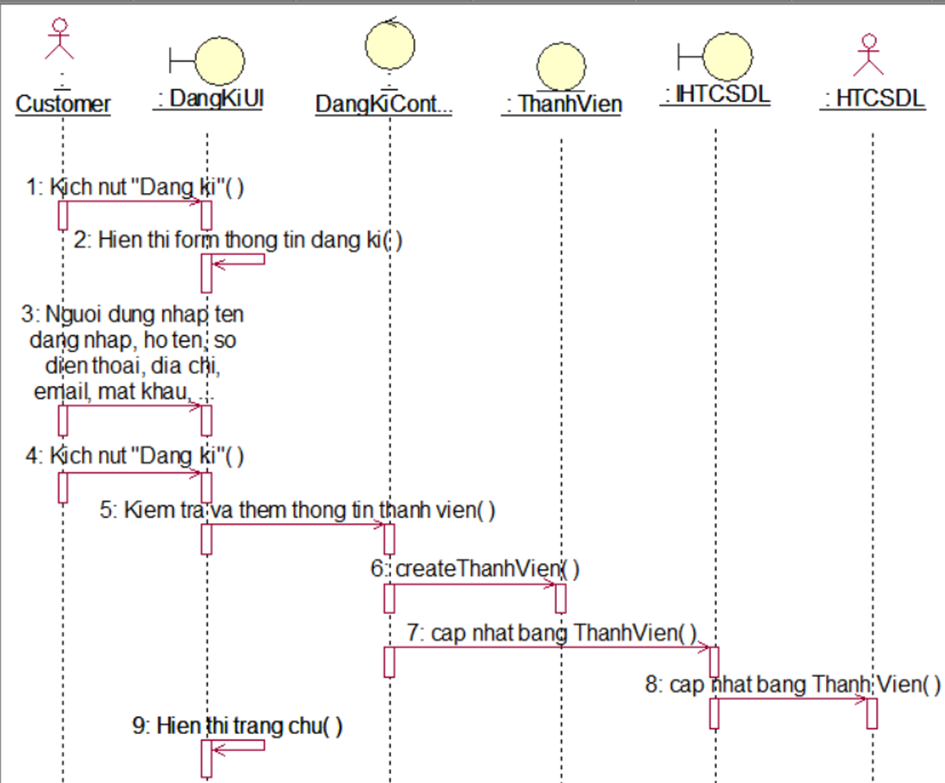 :
Customer
: DangKiUI
:
DangKiCont...
: ThanhVien
: IHTCSDL
: HTCSDL
1: Kich nut "Dang ki"( )
2: Hien thi form thong tin dang ki( )
3: Nguoi dung nhap ten
dang nhap, ho ten, so
dien thoai, dia chi,
email, mat khau, ...
4: Kich nut "Dang ki"( )
5: Kiem tra va them thong tin thanh vien( )
6: createThanhVien( )
7: cap nhat bang ThanhVien( )
8: cap nhat bang Thanh Vien( )
9: Hien thi trang chu( )